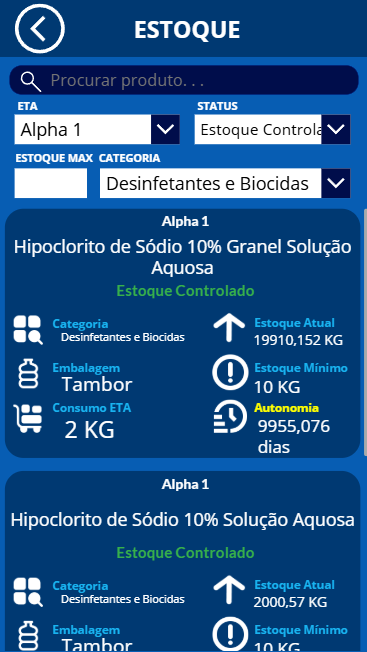 ESTOQUE
Procurar produto. . .
ETA
STATUS
Alpha 1
Estoque Controla
ESTOQUE MAX
CATEGORIA
Desinfetantes e Biocidas
Alpha 1
Hipoclorito de Sódio 10% Granel Solução
Aquosa
Estoque Controlado
Categoria
Desinfetantes e Biocidas
Estoque Atual
19910,152 KG
Embalagem
Tambor
Estoque Mínimo
10 KG
Consumo ETA
2 KG
Autonomia
9955,076
dias
Alpha 1
Hipoclorito de Sódio 10% Solução Aquosa
Estoque Controlado
Categoria
Desinfetantes e Biocidas
Estoque Atual
2000,57 KG
Embalagem
Tambor
Estoque Mínimo
10 KG